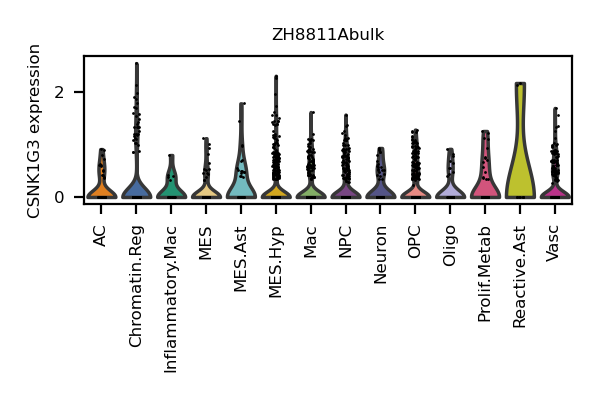 ZH8811Abulk
CSNK1G3 expression
2
0
AC
Chromatin.Reg
Inflammatory.Mac
MES
MES.Ast
MES.Hyp
Mac
NPC
Neuron
OPC
Oligo
Prolif.Metab
Reactive.Ast
Vasc